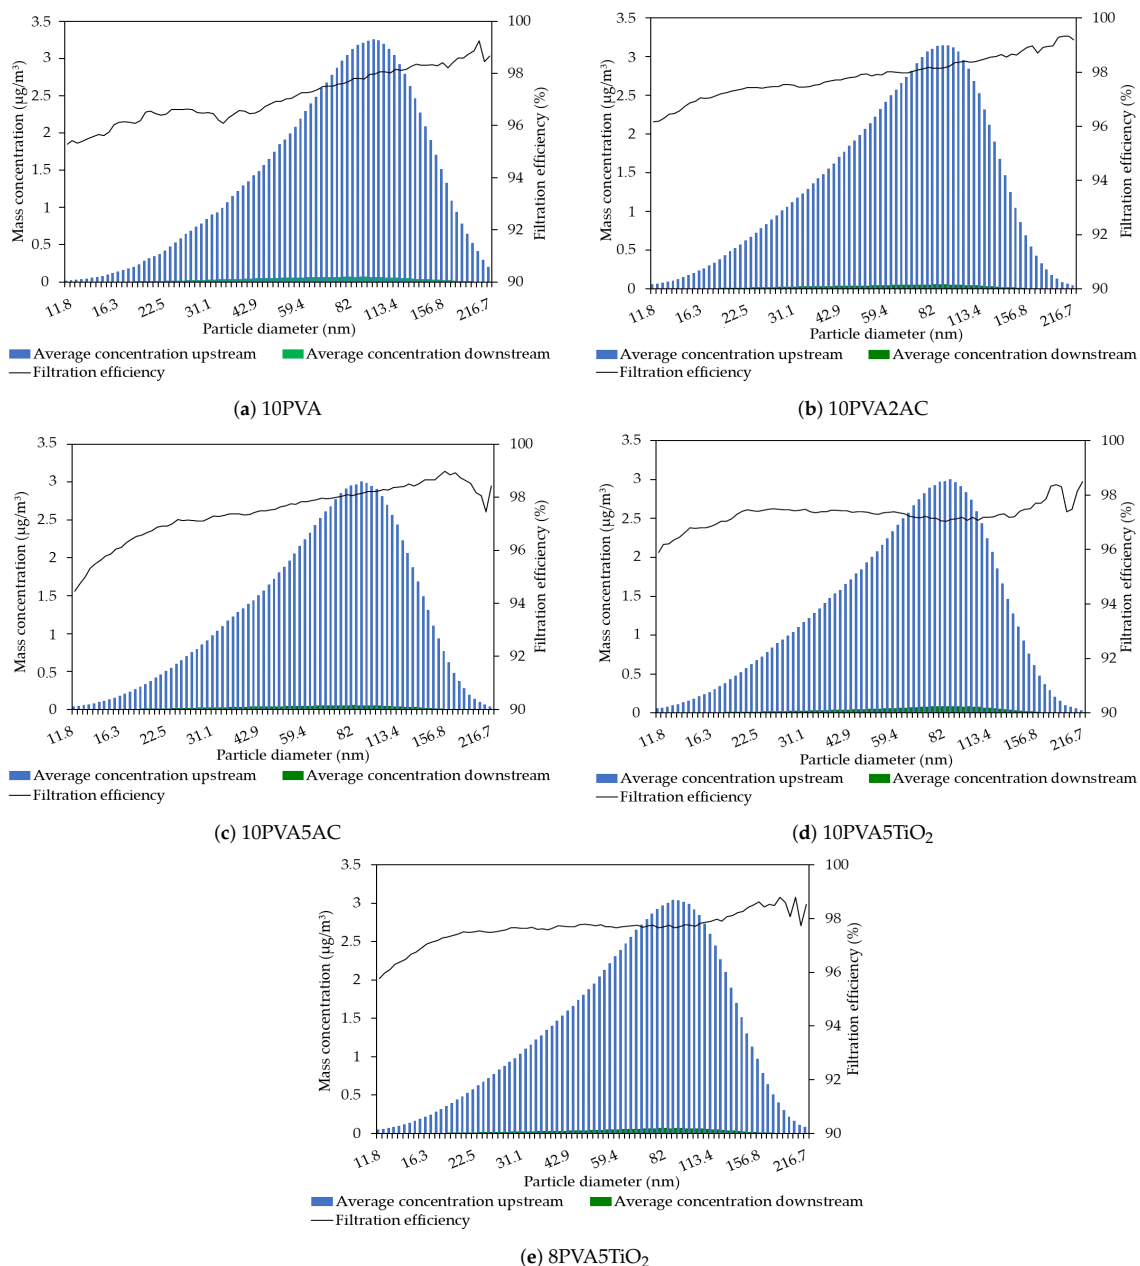 3.5
3
2.5
2
1.5
1
0.5
0
Mass concentration (µg/m³)
100
98
96
94
92
90
Filtration efficiency (%)
11.8 16.3 22.5 31.1 42.9 59.4 82 113.4 156.8 216.7
Particle diameter (nm)
Average concentration upstream Average concentration downstream
Filtration efficiency
(a) 10PVA
3.5
3
2.5
2
1.5
1
0.5
0
Mass concentration (µg/m³)
100
98
96
94
92
90
Filtration efficiency (%)
11.8 16.3 22.5 31.1 42.9 59.4 82 113.4 156.8 216.7
Particle diameter (nm)
Average concentration upstream Average concentration downstream
Filtration efficiency
(b) 10PVA2AC
3.5
3
2.5
2
1.5
1
0.5
0
Mass concentration (µg/m³)
100
98
96
94
92
90
Filtration efficiency (%)
11.8 16.3 22.5 31.1 42.9 59.4 82 113.4 156.8 216.7
Particle diameter (nm)
Average concentration upstream Average concentration downstream
Filtration efficiency
(c) 10PVA5AC
3.5
3
2.5
2
1.5
1
0.5
0
Mass concentration (µg/m³)
100
98
96
94
92
90
Filtration efficiency (%)
11.8 16.3 22.5 31.1 42.9 59.4 82 113.4 156.8 216.7
Particle diameter (nm)
Average concentration upstream Average concentration downstream
Filtration efficiency
(d) 10PVA5TiO₂
3.5
3
2.5
2
1.5
1
0.5
0
Mass concentration (µg/m³)
100
98
96
94
92
90
Filtration efficiency (%)
11.8 16.3 22.5 31.1 42.9 59.4 82 113.4 156.8 216.7
Particle diameter (nm)
Average concentration upstream Average concentration downstream
Filtration efficiency
(e) 8PVA5TiO₂